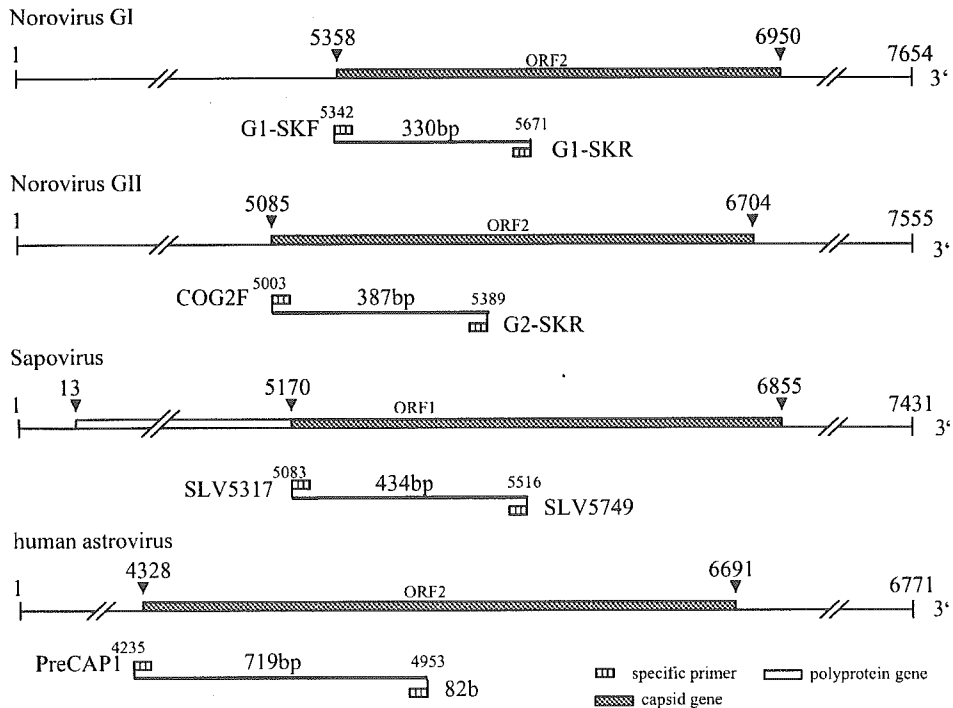 Norovirus GI
1 5358 ORF2 6950 7654 3‘
G1-SKF 5342 330bp 5671 G1-SKR
Norovirus GII
1 5085 ORF2 6704 7555 3‘
COG2F 5003 387bp 5389 G2-SKR
Sapovirus
1 13 5170 ORF1 6855 7431 3‘
SLV5317 5083 434bp 5516 SLV5749
human astrovirus
1 4328 ORF2 6691 6771 3‘
PreCAP1 4235 719bp 4953 82b
specific primer polyprotein gene
capsid gene